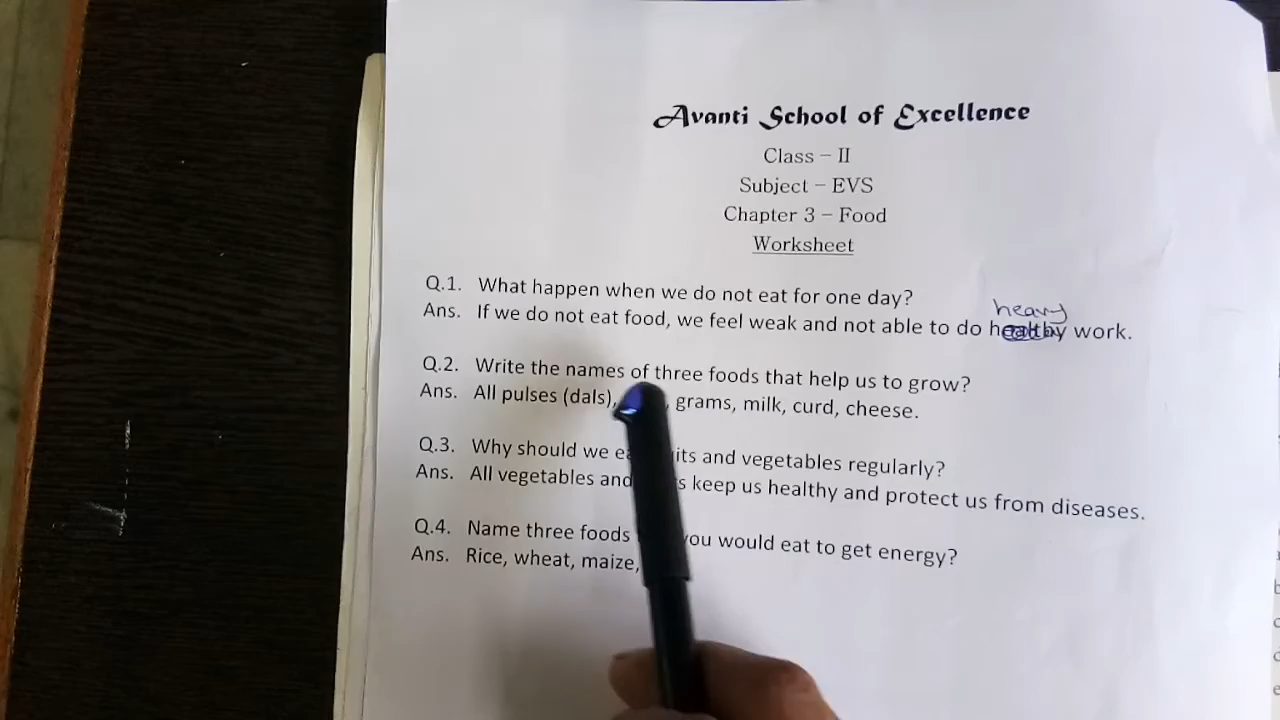 Avanti School of Excellence
Class – II
Subject – EVS
Chapter 3 – Food
Worksheet
Q.1. What happen when we do not eat for one day?
heavy
Ans. If we do not eat food, we feel weak and not able to do work.
Q.2. Write the names of three foods that help us to grow?
Ans. All pulses (dals), grams, milk, curd, cheese.
Q.3. Why should we and vegetables regularly?
Ans. All vegetables and keep us healthy and protect us from diseases.
Q.4. Name three foods you would eat to get energy?
Ans. Rice, wheat, maize,